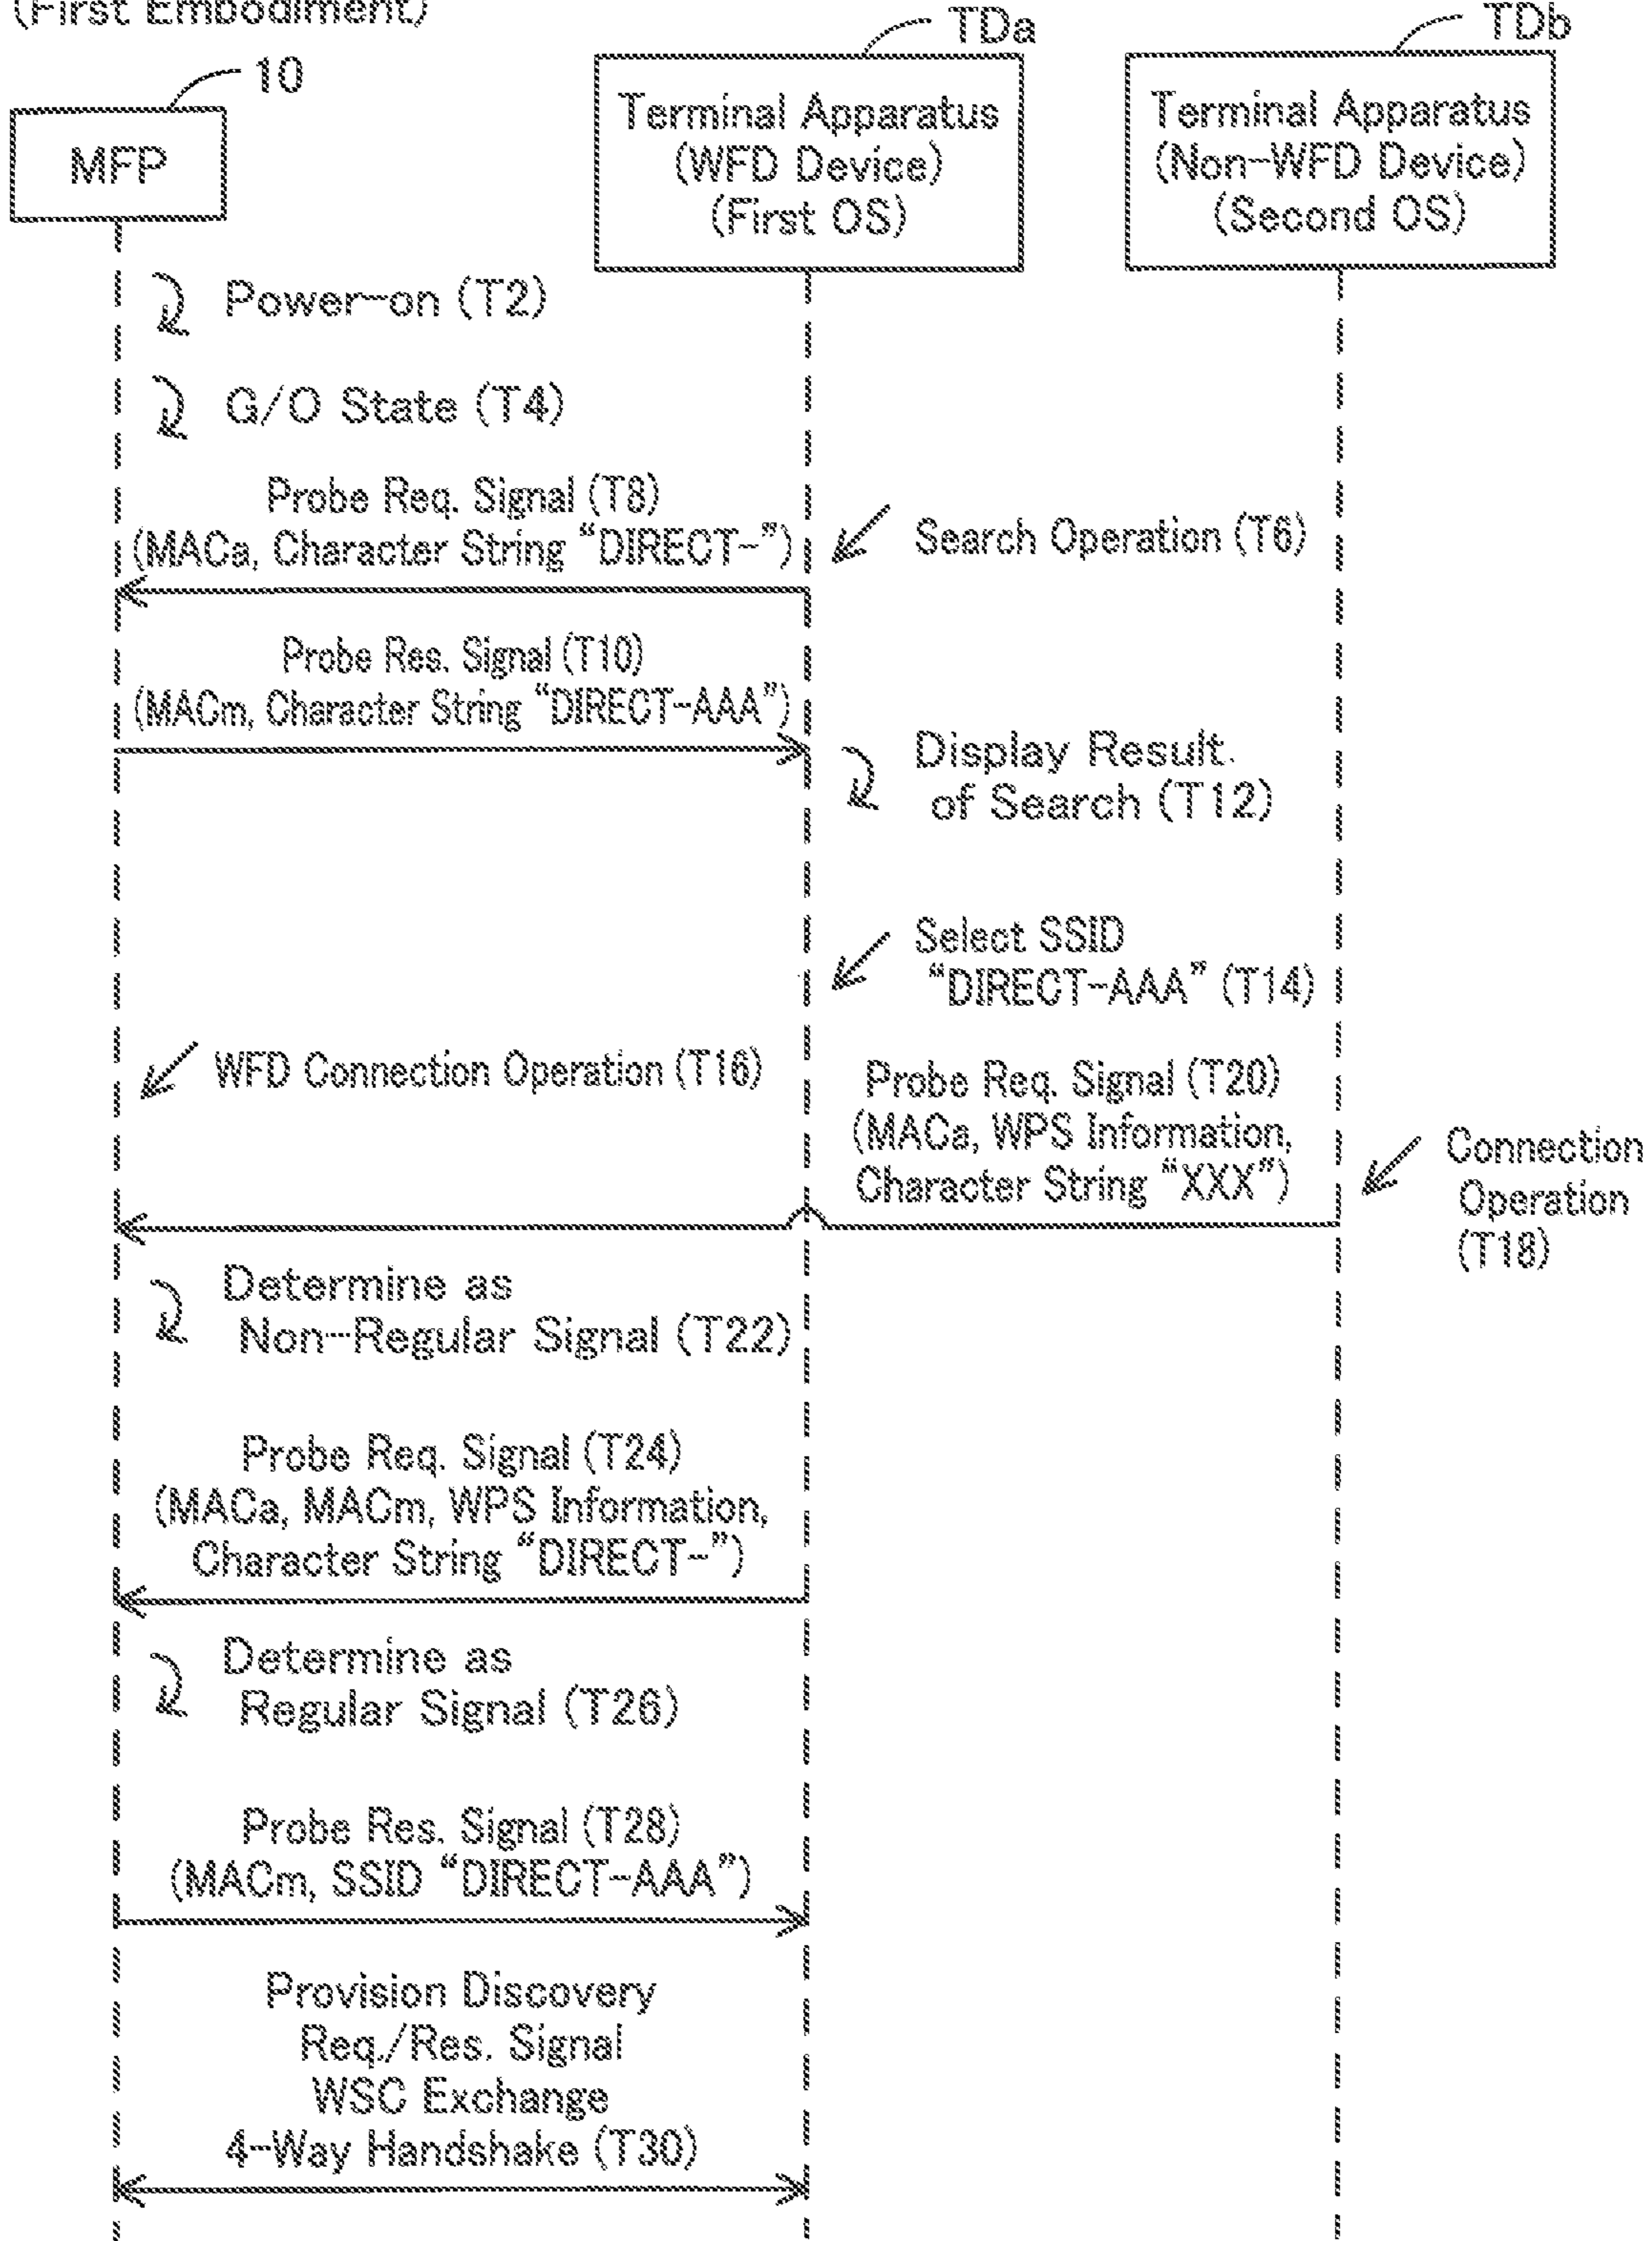 (First Embodiment)
10
TDa
TDb
MFP
Terminal Apparatus
(WFD Device)
(First OS)
Terminal Apparatus
(Non-WFD Device)
(Second OS)
Power-on (T2)
G/O State (T4)
Probe Req. Signal (T8)
(MACa, Character String “DIRECT-”)
Search Operation (T6)
Probe Res. Signal (T10)
(MACm, Character String “DIRECT-AAA”)
Display Result.
of Search (T12)
Select SSID
“DIRECT-AAA” (T14)
WFD Connection Operation (T16)
Probe Req. Signal (T20)
(MACa, WPS Information,
Character String “XXX”)
Connection
Operation
(T18)
Determine as
Non-Regular Signal (T22)
Probe Req. Signal (T24)
(MACa, MACm, WPS Information,
Character String “DIRECT-”)
Determine as
Regular Signal (T26)
Probe Res. Signal (T28)
(MACm, SSID “DIRECT-AAA”)
Provision Discovery
Req./Res. Signal
WSC Exchange
4-Way Handshake (T30)